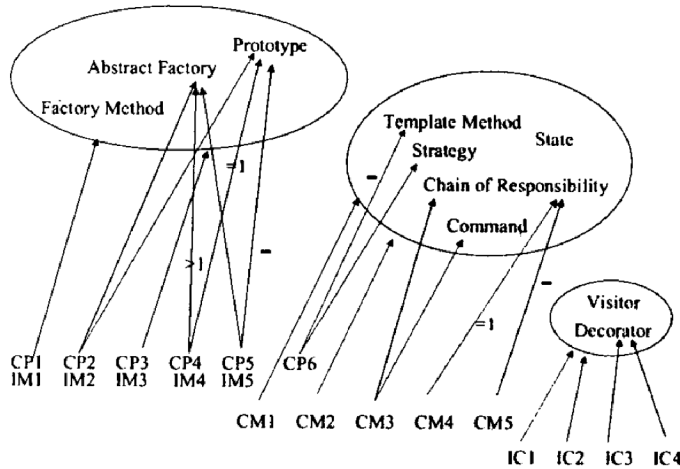 Prototype
Abstract Factory
Factory Method
Template Method
State
Strategy
Chain of Responsibility
Command
=1
>1
-
-
=1
-
Visitor
Decorator
CP1 CP2 CP3 CP4 CP5 CP6
IM1 IM2 IM3 IM4 IM5
CM1 CM2 CM3 CM4 CM5
IC1 IC2 IC3 IC4